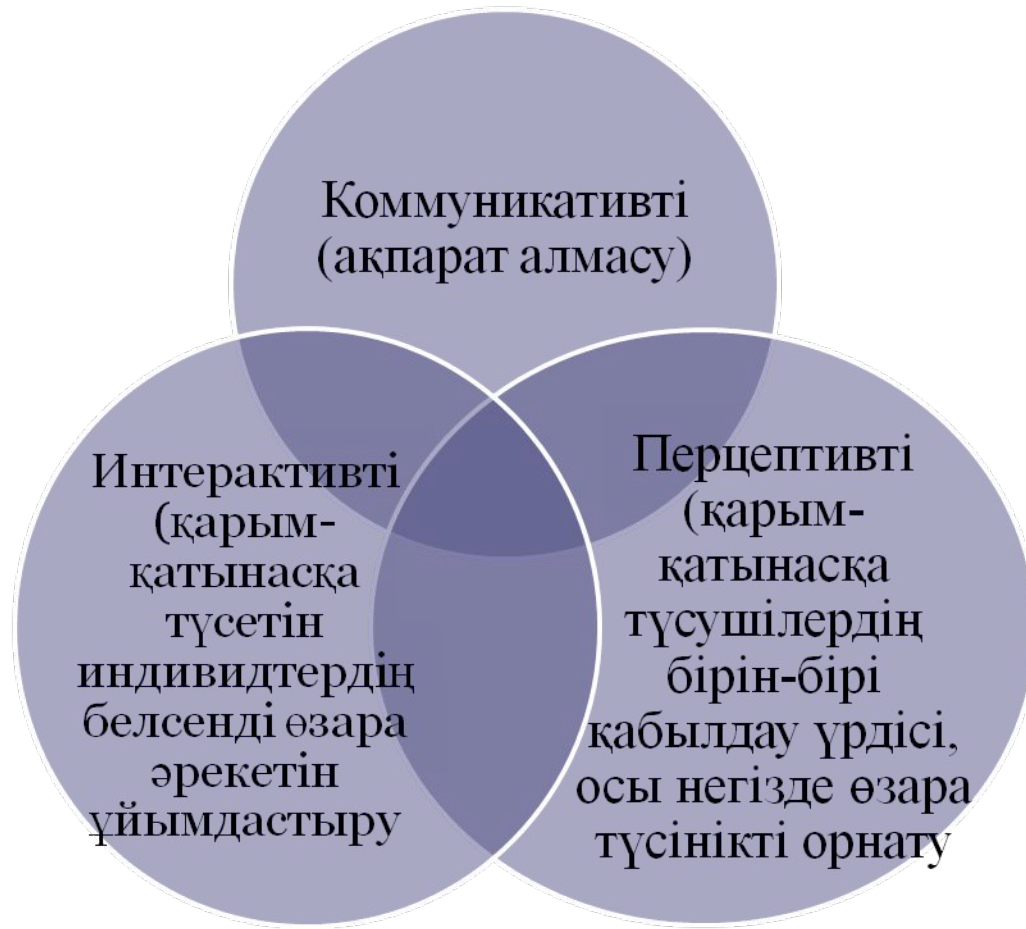 Коммуникативті
(ақпарат алмасу)
Интерактивті
(қарым-
қатынасқа
түсетін
индивидтердің
белсенді өзара
әрекетін
ұйымдастыру
Перцептивті
(қарым-
қатынасқа
түсушілердің
бірін-бірі
қабылдау үрдісі,
осы негізде өзара
түсінікті орнату